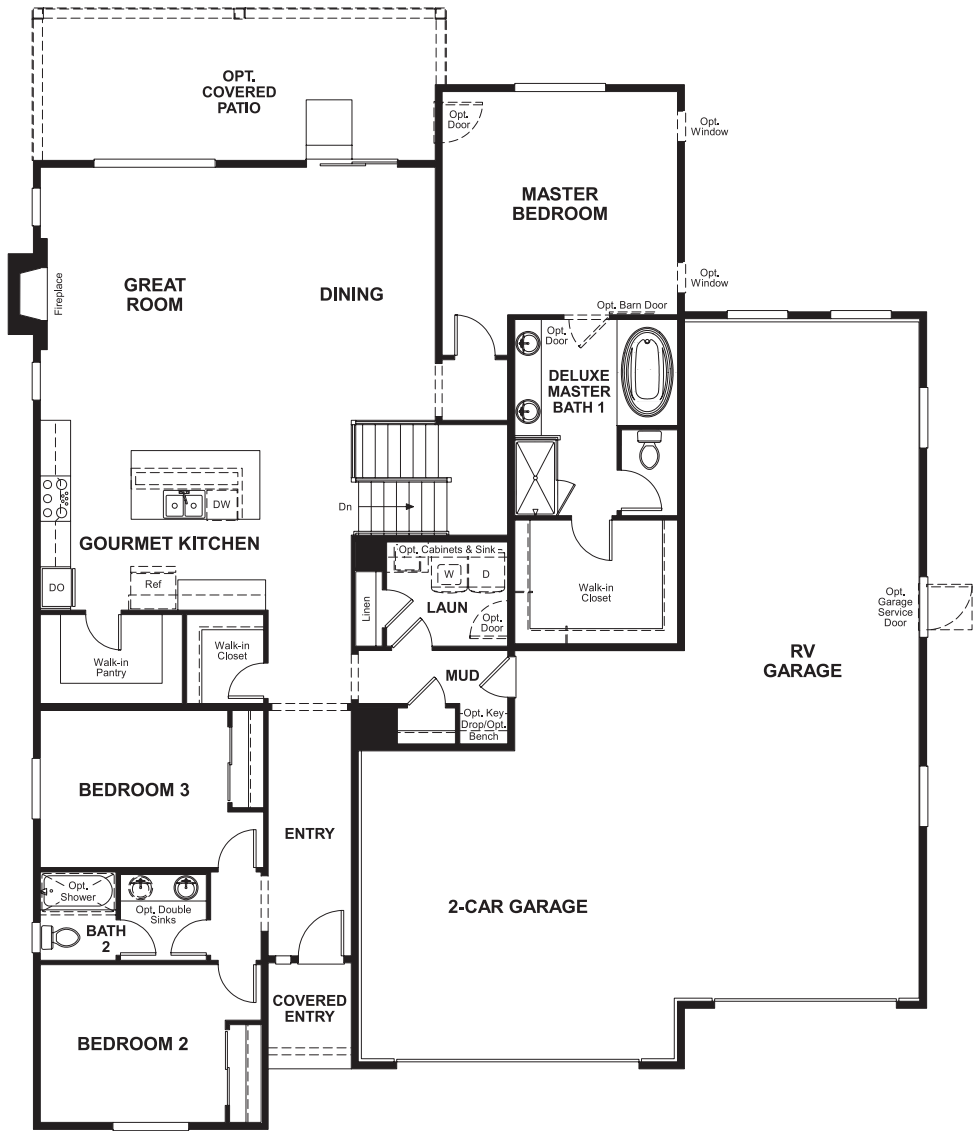 OPT.
COVERED
PATIO
Opt.
Door
Opt.
Window
MASTER
BEDROOM
Opt.
Window
Fireplace
GREAT
ROOM
DINING
Opt. Barn Door
Opt.
Door
DELUXE
MASTER
BATH 1
Dn
DW
GOURMET KITCHEN
DO
Ref
Opt. Cabinets & Sink
W
D
Linen
LAUN
Opt.
Door
Walk-in
Closet
Opt.
Garage
Service
Door
Walk-in
Pantry
Walk-in
Closet
MUD
RV
GARAGE
Opt. Key
Drop/Opt.
Bench
BEDROOM 3
ENTRY
Opt.
Shower
Opt. Double
Sinks
BATH
2
2-CAR GARAGE
COVERED
ENTRY
BEDROOM 2